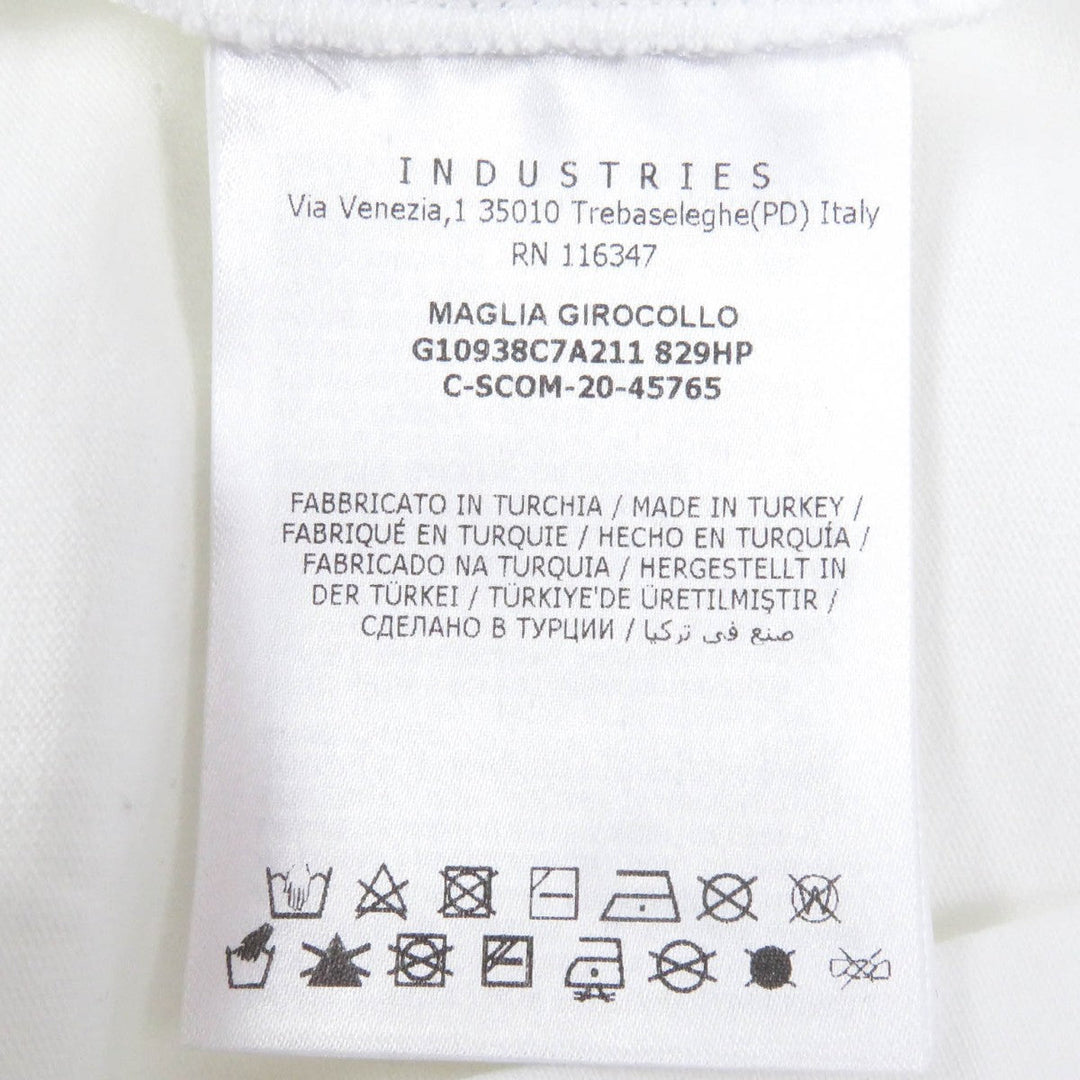 INDUSTRIES
Via Venezia,1 35010 Trebaseleghe(PD) Italy
RN 116347
MAGLIA GIROCOLLO
G10938C7A211 829HP
C-SCOM-20-45765
FABBRICATO IN TURCHIA / MADE IN TURKEY /
FABRIQUÉ EN TURQUIE / HECHO EN TURQUÍA /
FABRICADO NA TURQUIA / HERGESTELLT IN
DER TÜRKEI / TÜRKIYE'DE ÜRETILMIŞTIR /
СДЕЛАНО В ТУРЦИИ / صنع في تركيا
W